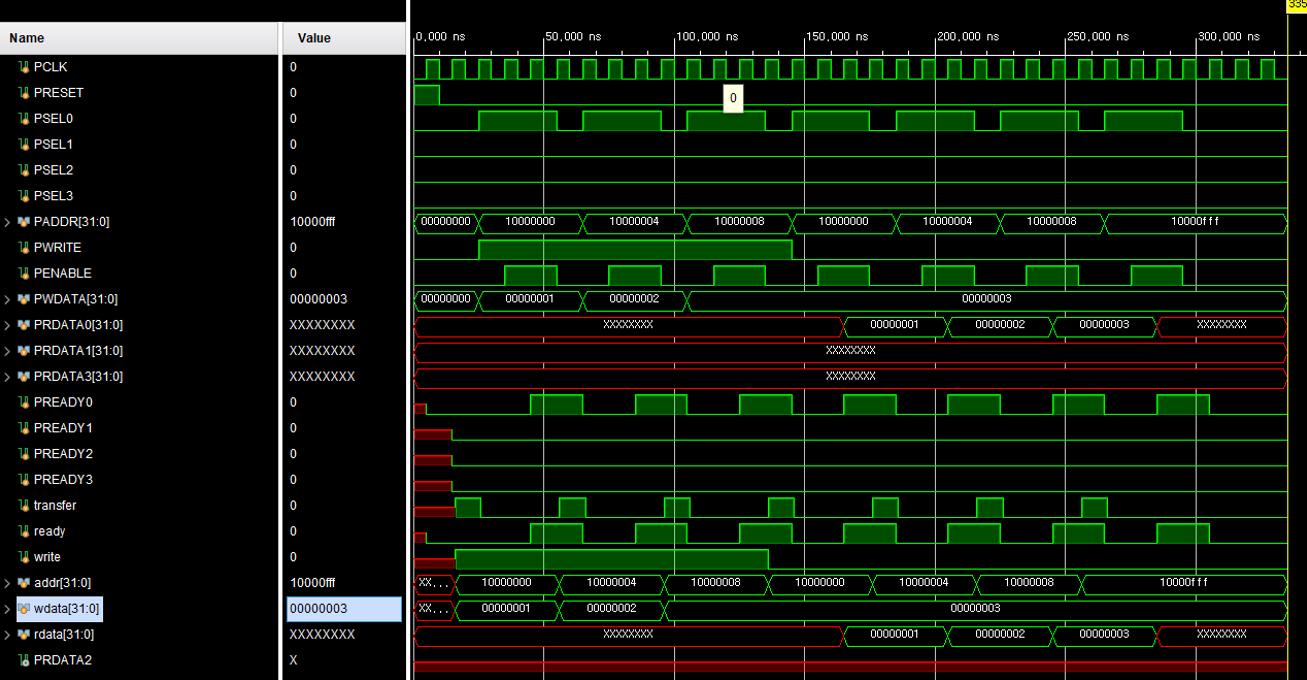 335
Name Value 0,000 ns 50,000 ns 100,000 ns 150,000 ns 200,000 ns 250,000 ns 300,000 ns
PCLK 0
PRESET 0 0
PSEL0 0
PSEL1 0
PSEL2 0
PSEL3 0
PADDR[31:0] 10000fff 00000000 10000000 10000004 10000008 10000000 10000004 10000008 10000fff
PWRITE 0
PENABLE 0
PWDATA[31:0] 00000003 00000000 00000001 00000002 00000003
PRDATA0[31:0] XXXXXXXX XXXXXXXX 00000001 00000002 00000003 XXXXXXXX
PRDATA1[31:0] XXXXXXXX XXXXXXXX
PRDATA3[31:0] XXXXXXXX XXXXXXXX
PREADY0 0
PREADY1 0
PREADY2 0
PREADY3 0
transfer 0
ready 0
write 0
addr[31:0] 10000fff XX... 10000000 10000004 10000008 10000000 10000004 10000008 10000fff
wdata[31:0] 00000003 XX... 00000001 00000002 00000003
rdata[31:0] XXXXXXXX XXXXXXXX 00000001 00000002 00000003 XXXXXXXX
PRDATA2 X